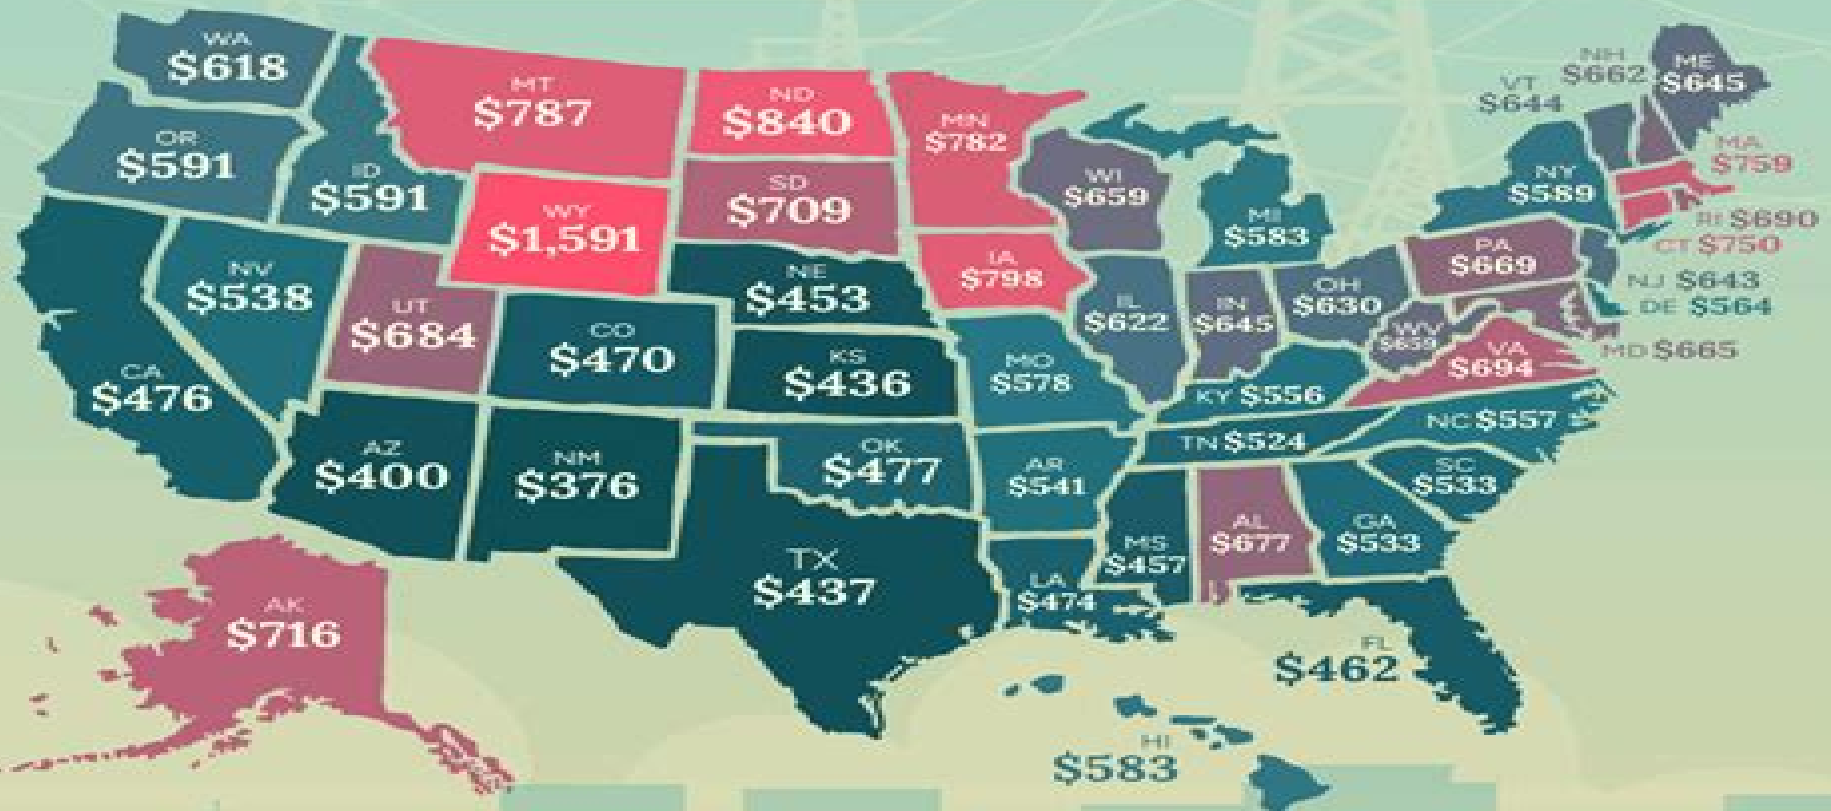 WA
$618
MT
$787
ND
$840
MN
$782
NH
$662
ME
$645
VT
$644
OR
$591
ID
$591
WY
$1,591
SD
$709
WI
$659
MI
$583
NY
$589
MA
$759
RI $690
CT $750
NV
$538
UT
$684
CO
$470
NE
$453
IA
$798
IL
$622
IN
$645
OH
$630
PA
$669
NJ $643
DE $564
MD $665
WV
VA
$694
CA
$476
KS
$436
MO
$578
KY $556
NC $557
TN $524
AZ
$400
NM
$376
OK
$477
AR
$541
SC
$533
TX
$437
LA
$474
MS
$457
AL
$677
GA
$533
AK
$716
FL
$462
HI
$583